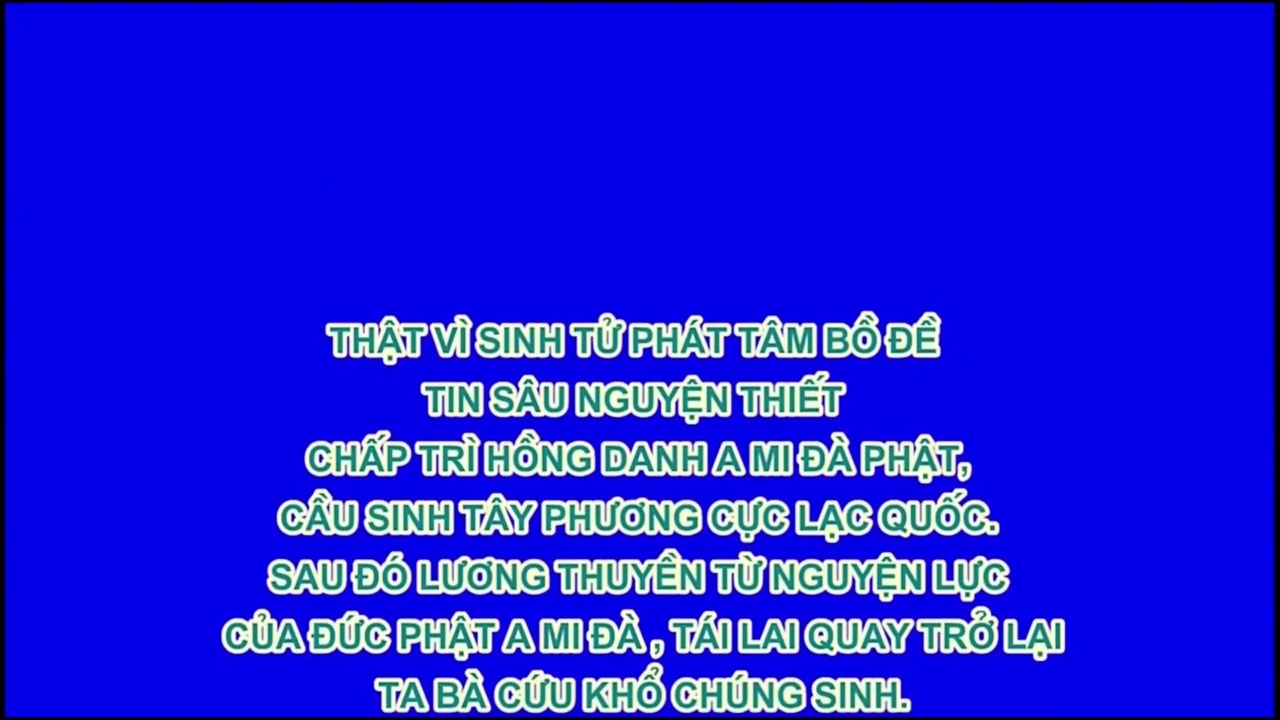 THẬT VÌ SINH TỬ PHÁT TÂM BỒ ĐỀ
TIN SÂU NGUYỆN THIẾT
CHẤP TRÌ HỒNG DANH A MI ĐÀ PHẬT,
CẦU SINH TÂY PHƯƠNG CỰC LẠC QUỐC.
SAU ĐÓ LƯƠNG THUYỀN TỪ NGUYỆN LỰC
CỦA ĐỨC PHẬT A MI ĐÀ , TÁI LAI QUAY TRỞ LẠI
TA BÀ CỨU KHỔ CHÚNG SINH.